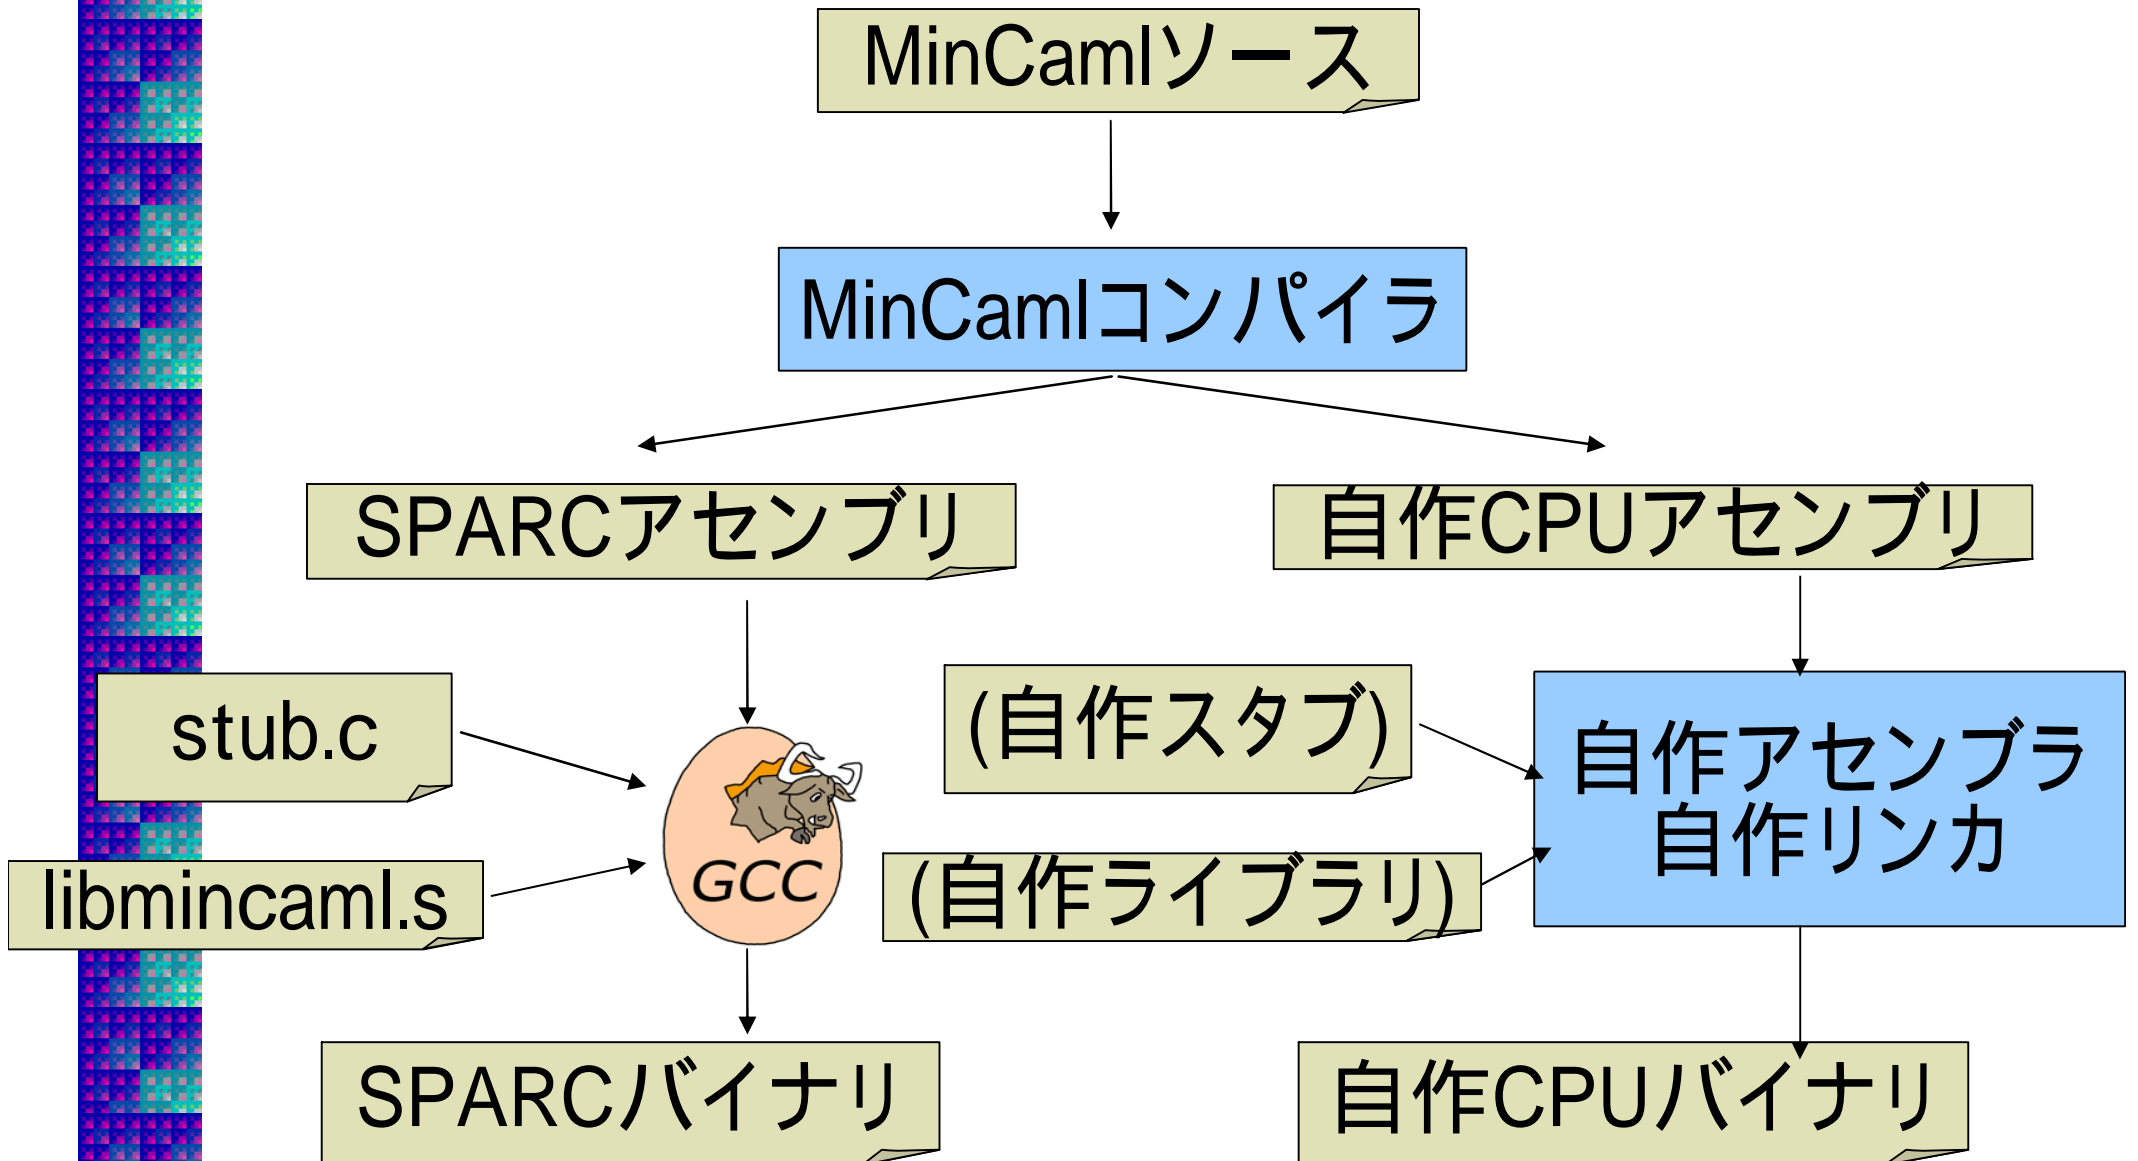 MinCamlソース
MinCamlコンパイラ
SPARCアセンブリ
自作CPUアセンブリ
stub.c
(自作スタブ)
自作アセンブラ
自作リンカ
GCC
libmincaml.s
(自作ライブラリ)
SPARCバイナリ
自作CPUバイナリ